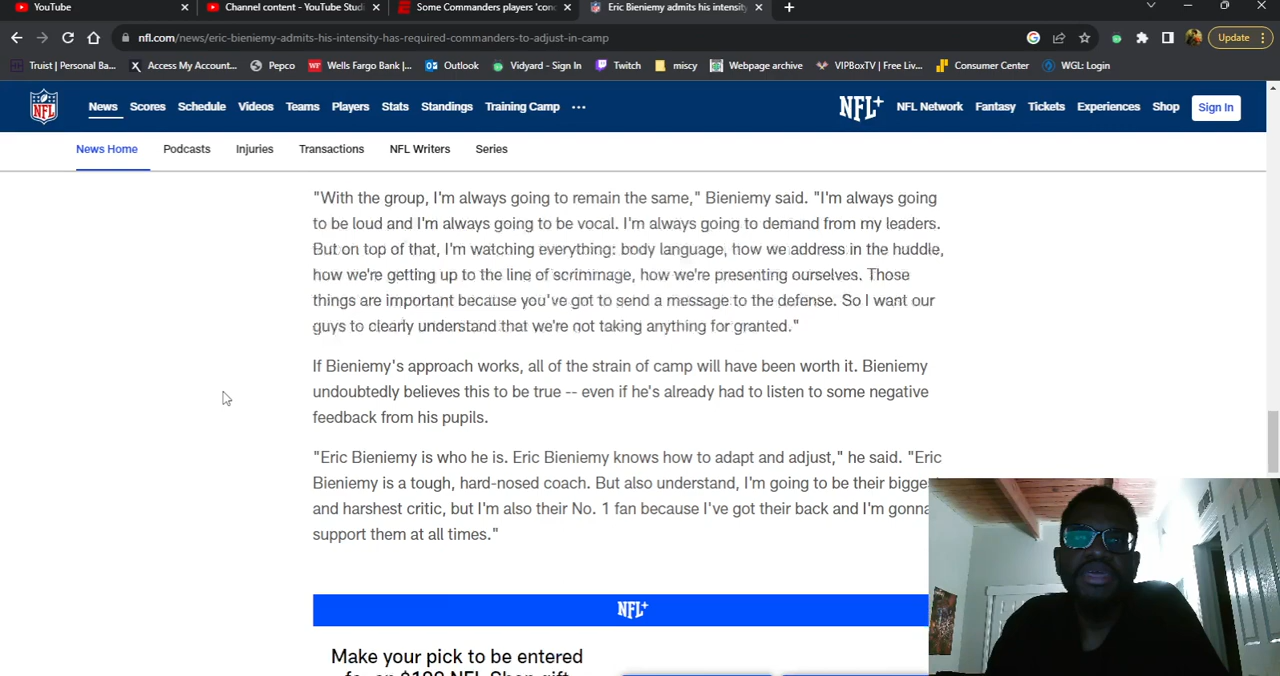 YouTube
Channel content - YouTube Studi
Some Commanders players 'conc
Eric Bieniemy admits his intensity
nfl.com/news/eric-bieniemy-admits-his-intensity-has-required-commanders-to-adjust-in-camp
Update
Truist | Personal Ba...
Access My Account...
Pepco
WF
Wells Fargo Bank |...
Outlook
Vidyard - Sign In
Twitch
miscy
Webpage archive
VIPBoxTV | Free Liv...
Consumer Center
WGL: Login
NFL
News
Scores
Schedule
Videos
Teams
Players
Stats
Standings
Training Camp
NFL+
NFL Network
Fantasy
Tickets
Experiences
Shop
Sign In
News Home
Podcasts
Injuries
Transactions
NFL Writers
Series
"With the group, I'm always going to remain the same," Bieniemy said. "I'm always going
to be loud and I'm always going to be vocal. I'm always going to demand from my leaders.
But on top of that, I'm watching everything: body language, how we address in the huddle,
how we're getting up to the line of scrimmage, how we're presenting ourselves. Those
things are important because you've got to send a message to the defense. So I want our
guys to clearly understand that we're not taking anything for granted."
If Bieniemy's approach works, all of the strain of camp will have been worth it. Bieniemy
undoubtedly believes this to be true -- even if he's already had to listen to some negative
feedback from his pupils.
"Eric Bieniemy is who he is. Eric Bieniemy knows how to adapt and adjust," he said. "Eric
Bieniemy is a tough, hard-nosed coach. But also understand, I'm going to be their bigges
and harshest critic, but I'm also their No. 1 fan because I've got their back and I'm gonna
support them at all times."
NFL+
Make your pick to be entered